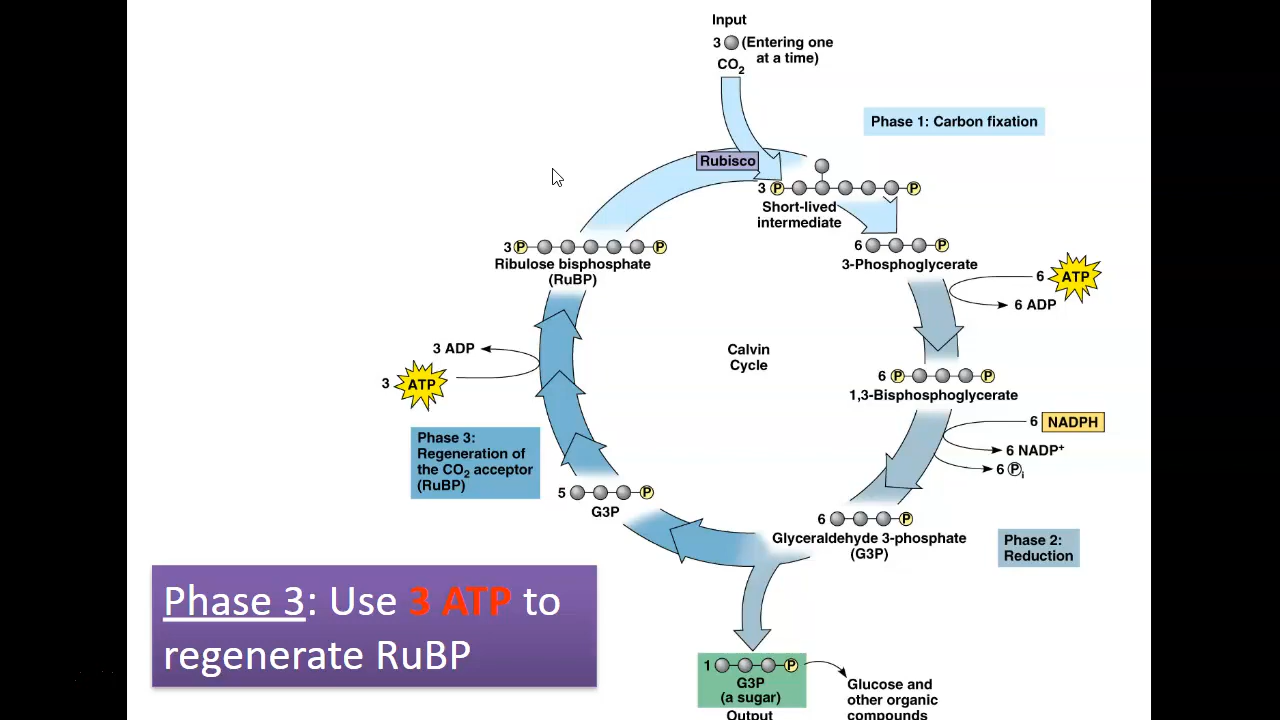 Input
3 (Entering one
at a time)
CO2
Phase 1: Carbon fixation
Rubisco
3 P P
Short-lived
intermediate
3 P P
Ribulose bisphosphate
(RuBP)
6 P
3-Phosphoglycerate
6 ATP
6 ADP
Calvin
Cycle
3 ADP
3 ATP
6 P P
1,3-Bisphosphoglycerate
6 NADPH
6 NADP+
6 Pi
Phase 3:
Regeneration of
the CO2 acceptor
(RuBP)
5 P
G3P
6 P
Glyceraldehyde 3-phosphate
(G3P)
Phase 2:
Reduction
Phase 3: Use 3 ATP to
regenerate RuBP
1 P
G3P
(a sugar)
Output
Glucose and
other organic
compounds